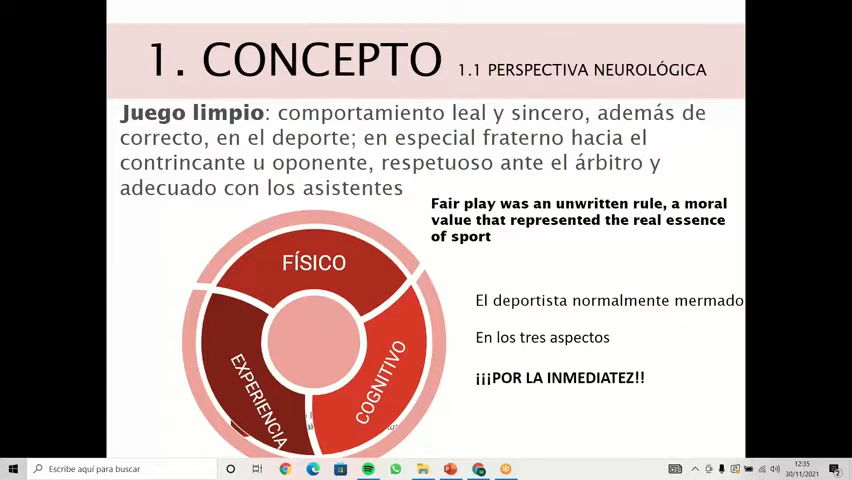 1. CONCEPTO 1.1 PERSPECTIVA NEUROLÓGICA
Juego limpio: comportamiento leal y sincero, además de
correcto, en el deporte; en especial fraterno hacia el
contrincante u oponente, respetuoso ante el árbitro y
adecuado con los asistentes
Fair play was an unwritten rule, a moral
value that represented the real essence
of sport
FÍSICO
EXPERIENCIA
COGNITIVO
El deportista normalmente mermado
En los tres aspectos
¡¡¡POR LA INMEDIATEZ!!
Escribe aquí para buscar
12:35
30/11/2021
2